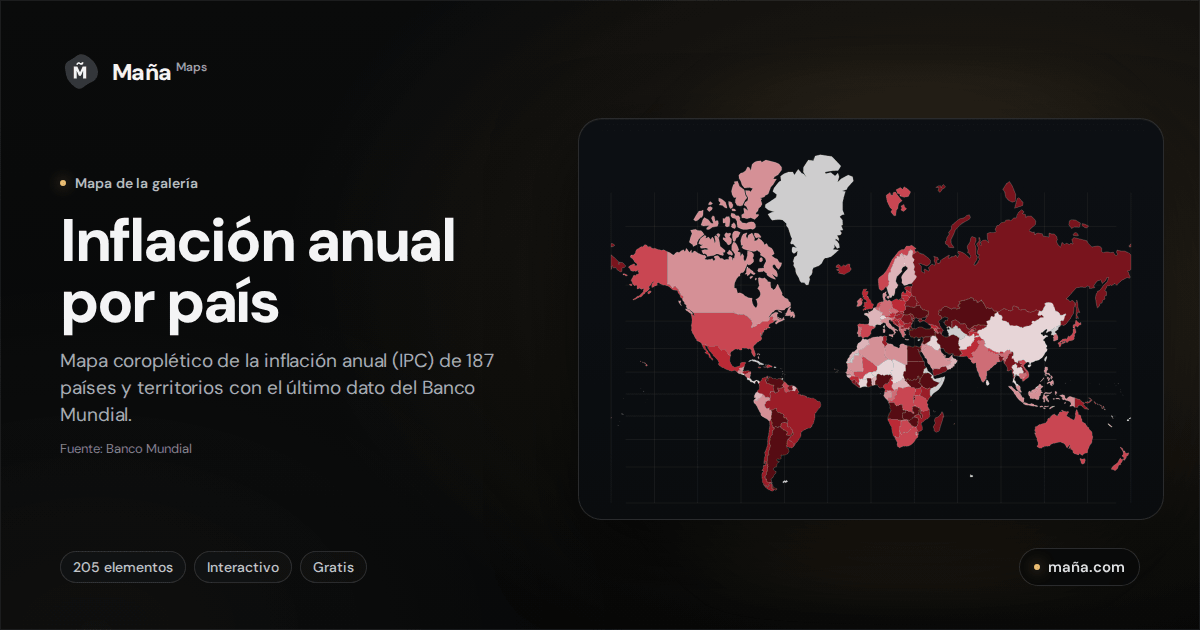 M̃
Maña Maps
Mapa de la galería
Inflación anual
por país
Mapa coroplético de la inflación anual (IPC) de 187
países y territorios con el último dato del Banco
Mundial.
Fuente: Banco Mundial
205 elementos
Interactivo
Gratis
maña.com